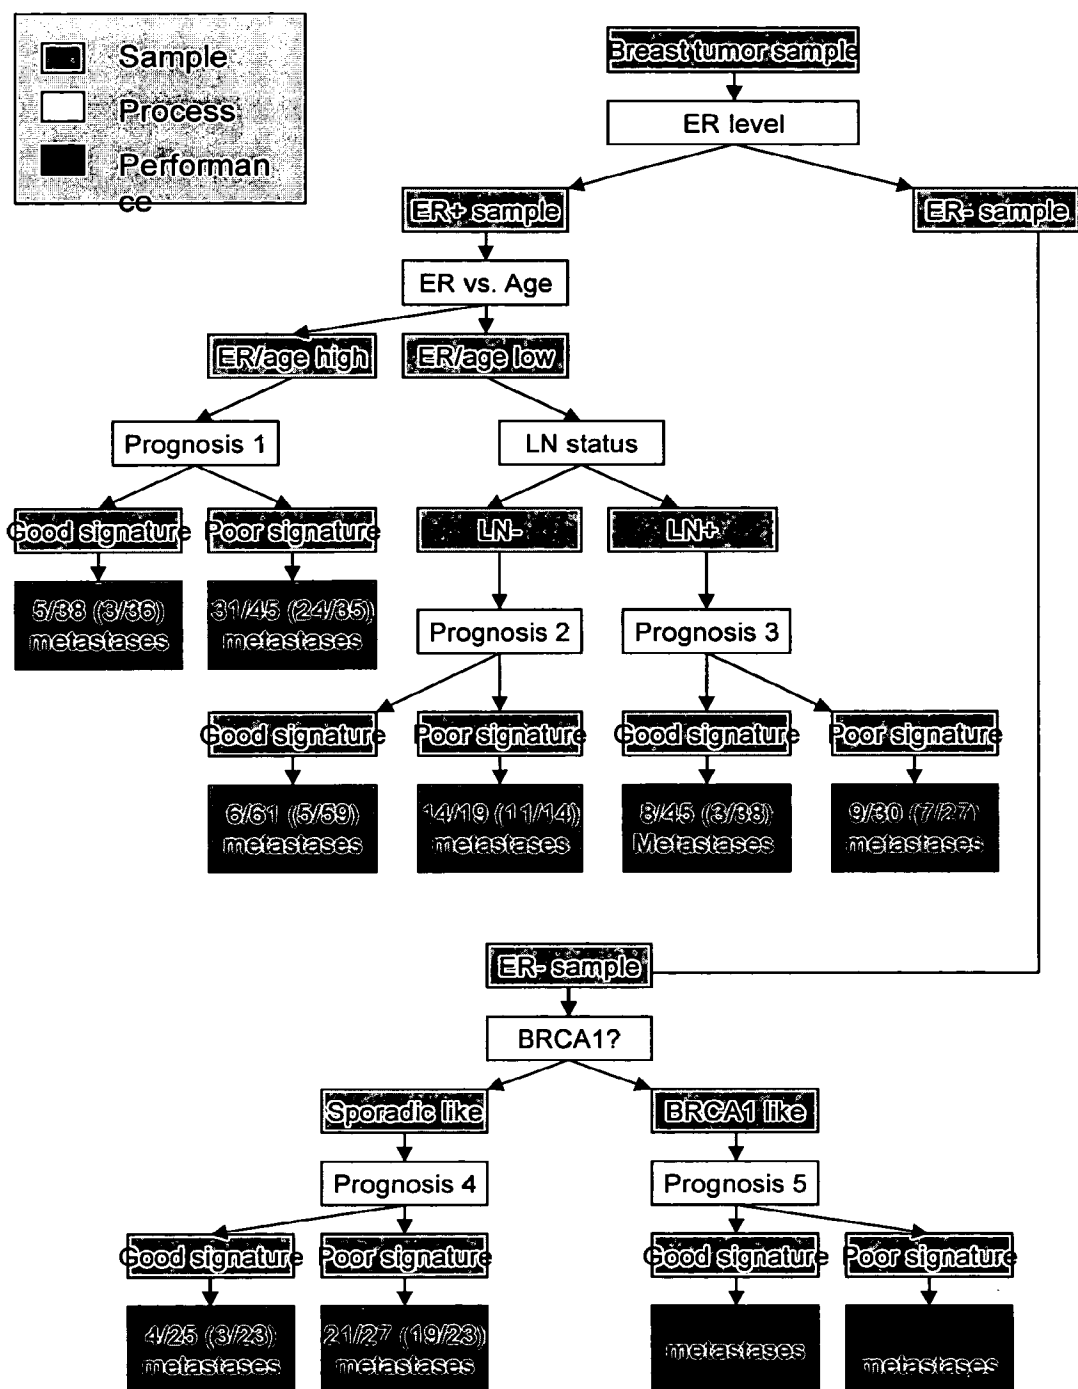 Sample
Process
Performan
ce
Breast tumor sample
ER level
ER+ sample
ER- sample
ER vs. Age
ER/age high
ER/age low
Prognosis 1
LN status
Good signature
Poor signature
LN-
LN+
5/38 (3/36)
metastases
31/45 (24/35)
metastases
Prognosis 2
Prognosis 3
Good signature
Poor signature
Good signature
Poor signature
6/61 (5/59)
metastases
14/19 (11/14)
metastases
8/45 (3/38)
Metastases
9/30 (7/27)
metastases
ER- sample
BRCA1?
Sporadic like
BRCA1 like
Prognosis 4
Prognosis 5
Good signature
Poor signature
Good signature
Poor signature
4/25 (3/23)
metastases
21/27 (19/23)
metastases
metastases
metastases